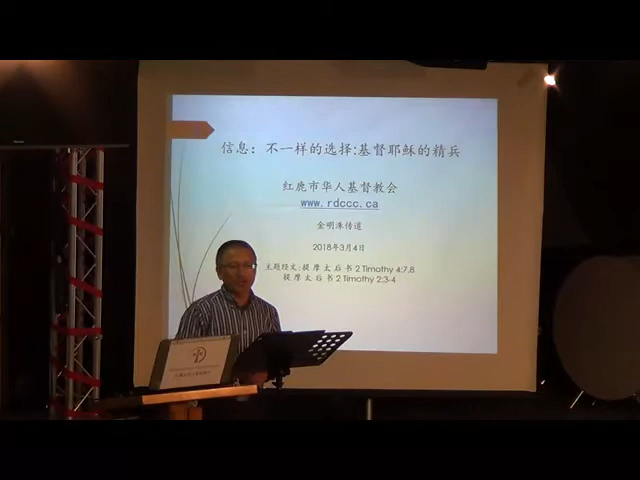 信息：不一样的选择:基督耶稣的精兵
红鹿市华人基督教会
www.rdccc.ca
金明洙传道
2018年3月4日
主题经文:提 摩 太 后 书 2 Timothy 4:7,8
提 摩 太 后 书 2 Timothy 2:3-4